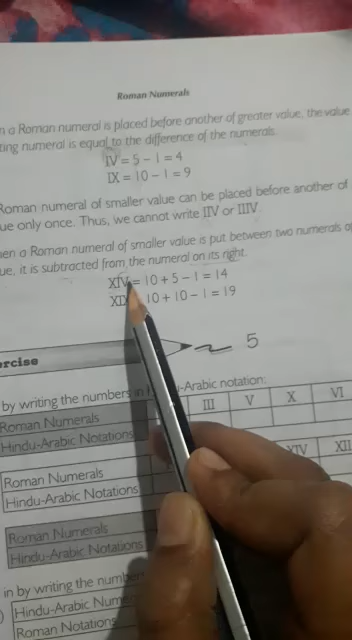 Roman Numerals
n a Roman numeral is placed before another of greater value, the value
ting numeral is equal to the difference of the numerals.
IV = 5 – 1 = 4
IX = 10 – 1 = 9
Roman numeral of smaller value can be placed before another of
ue only once. Thus, we cannot write IIV or IIIV.
en a Roman numeral of smaller value is put between two numerals o
ue, it is subtracted from the numeral on its right.
XIV = 10 + 5 – 1 = 14
10 + 10 – 1 = 19
5
ercise
by writing the numbers in -Arabic notation:
Roman Numerals III V X VI
Hindu-Arabic Notations
Roman Numerals XIV XII
Hindu-Arabic Notations
Roman Numerals
Hindu-Arabic Notations
in by writing the number
Hindu-Arabic Nume
Roman Notations